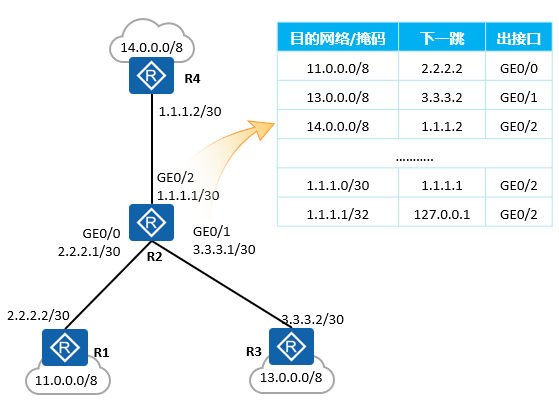 14.0.0.0/8
R4
1.1.1.2/30
目的网络/掩码 下一跳 出接口
11.0.0.0/8 2.2.2.2 GE0/0
13.0.0.0/8 3.3.3.2 GE0/1
14.0.0.0/8 1.1.1.2 GE0/2
...........
1.1.1.0/30 1.1.1.1 GE0/2
1.1.1.1/32 127.0.0.1 GE0/2
GE0/2
1.1.1.1/30
GE0/0
2.2.2.1/30
R2
GE0/1
3.3.3.1/30
2.2.2.2/30
R1
11.0.0.0/8
3.3.3.2/30
R3
13.0.0.0/8